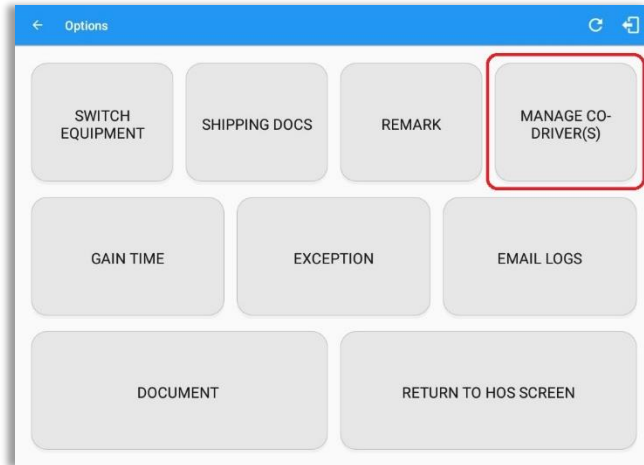 Options
SWITCH
EQUIPMENT
SHIPPING DOCS
REMARK
MANAGE CO-
DRIVER(S)
GAIN TIME
EXCEPTION
EMAIL LOGS
DOCUMENT
RETURN TO HOS SCREEN